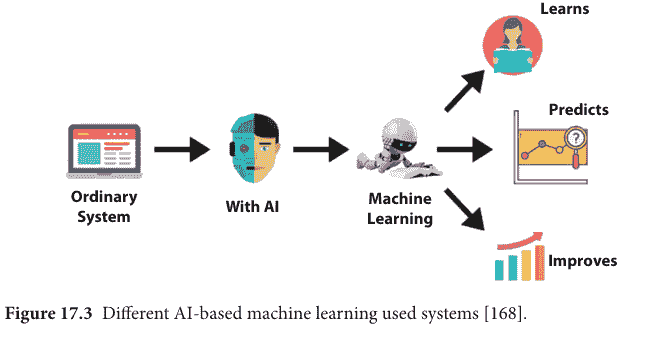 Learns
Predicts
?
Ordinary
System
With AI
Machine
Learning
Improves
Figure 17.3 Different AI-based machine learning used systems [168].